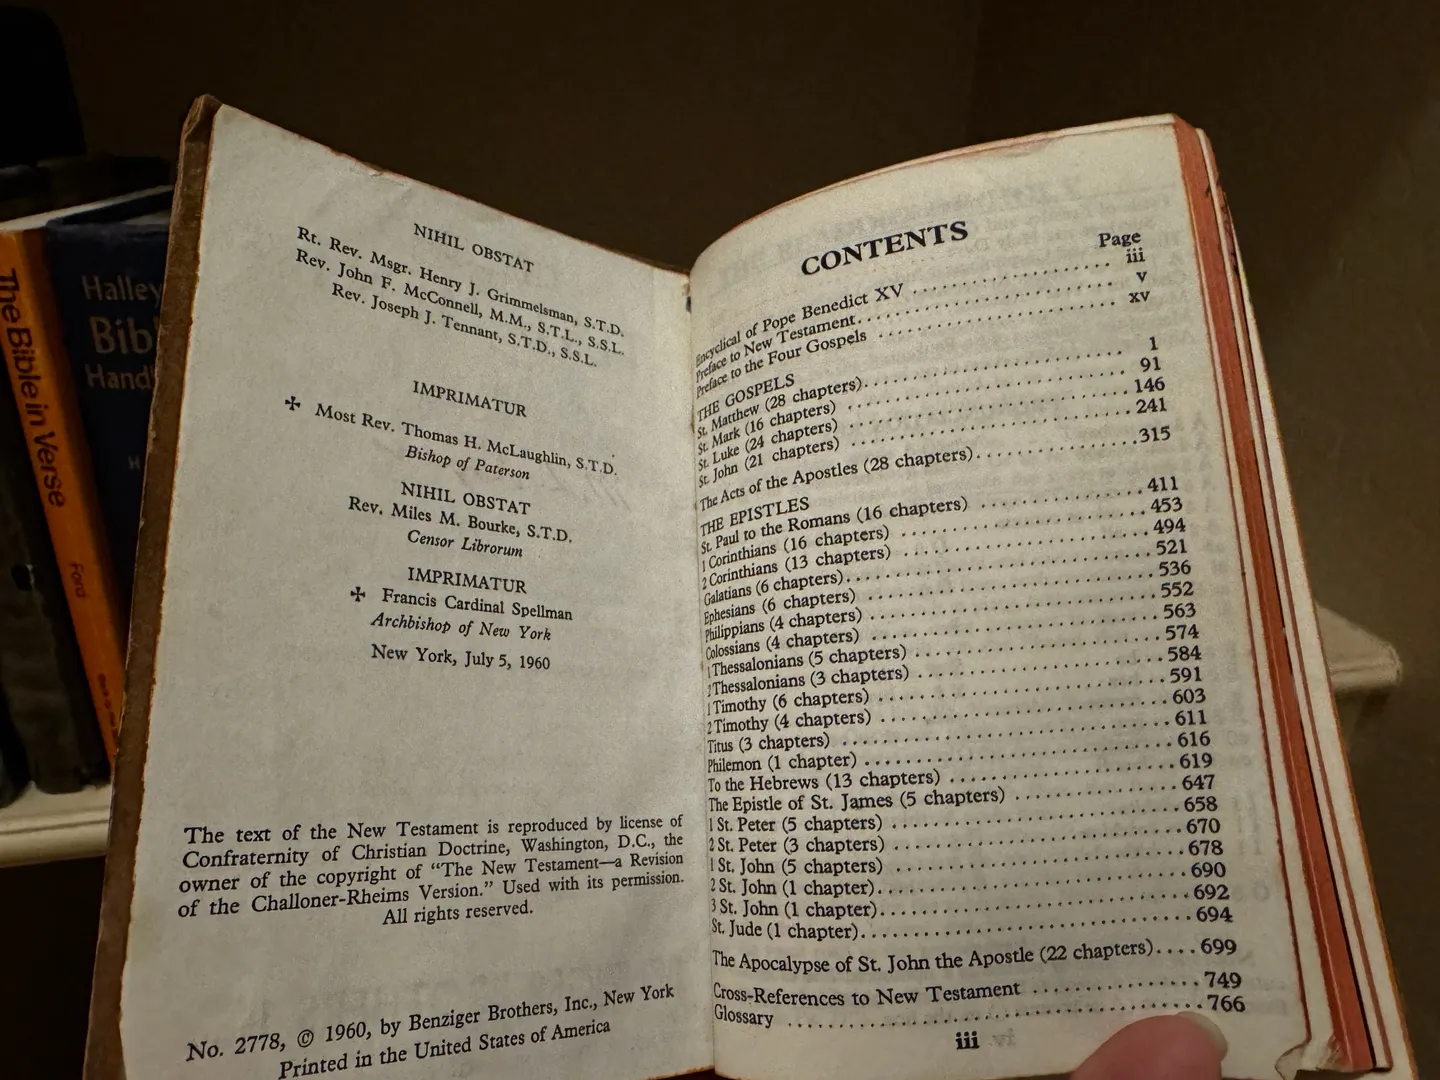 The Bible in Verse
Ford
Halley
Bib
Hand
NIHIL OBSTAT
Rt. Rev. Msgr. Henry J. Grimmelsman, S.T.D.
Rev. John F. McConnell, M.M., S.T.L., S.S.L.
Rev. Joseph J. Tennant, S.T.D., S.S.L.
IMPRIMATUR
✠ Most Rev. Thomas H. McLaughlin, S.T.D.
Bishop of Paterson
NIHIL OBSTAT
Rev. Miles M. Bourke, S.T.D.
Censor Librorum
IMPRIMATUR
✠ Francis Cardinal Spellman
Archbishop of New York
New York, July 5, 1960
The text of the New Testament is reproduced by license of
Confraternity of Christian Doctrine, Washington, D.C., the
owner of the copyright of “The New Testament—a Revision
of the Challoner-Rheims Version.” Used with its permission.
All rights reserved.
No. 2778, © 1960, by Benziger Brothers, Inc., New York
Printed in the United States of America
CONTENTS
Page
Encyclical of Pope Benedict XV . . . . . . . . . . iii
Preface to New Testament . . . . . . . . . . v
Preface to the Four Gospels . . . . . . . . . . xv
THE GOSPELS
St. Matthew (28 chapters) . . . . . . . . . . 1
St. Mark (16 chapters) . . . . . . . . . . 91
St. Luke (24 chapters) . . . . . . . . . . 146
St. John (21 chapters) . . . . . . . . . . 241
The Acts of the Apostles (28 chapters) . . . . . . . . . . 315
THE EPISTLES
St. Paul to the Romans (16 chapters) . . . . . . . . . . 411
1 Corinthians (16 chapters) . . . . . . . . . . 453
2 Corinthians (13 chapters) . . . . . . . . . . 494
Galatians (6 chapters) . . . . . . . . . . 521
Ephesians (6 chapters) . . . . . . . . . . 536
Philippians (4 chapters) . . . . . . . . . . 552
Colossians (4 chapters) . . . . . . . . . . 563
1 Thessalonians (5 chapters) . . . . . . . . . . 574
2 Thessalonians (3 chapters) . . . . . . . . . . 584
1 Timothy (6 chapters) . . . . . . . . . . 591
2 Timothy (4 chapters) . . . . . . . . . . 603
Titus (3 chapters) . . . . . . . . . . 611
Philemon (1 chapter) . . . . . . . . . . 616
To the Hebrews (13 chapters) . . . . . . . . . . 619
The Epistle of St. James (5 chapters) . . . . . . . . . . 647
1 St. Peter (5 chapters) . . . . . . . . . . 658
2 St. Peter (3 chapters) . . . . . . . . . . 670
1 St. John (5 chapters) . . . . . . . . . . 678
2 St. John (1 chapter) . . . . . . . . . . 690
3 St. John (1 chapter) . . . . . . . . . . 692
St. Jude (1 chapter) . . . . . . . . . . 694
The Apocalypse of St. John the Apostle (22 chapters) . . . . 699
Cross-References to New Testament . . . . . . . . . . 749
Glossary . . . . . . . . . . 766
iii